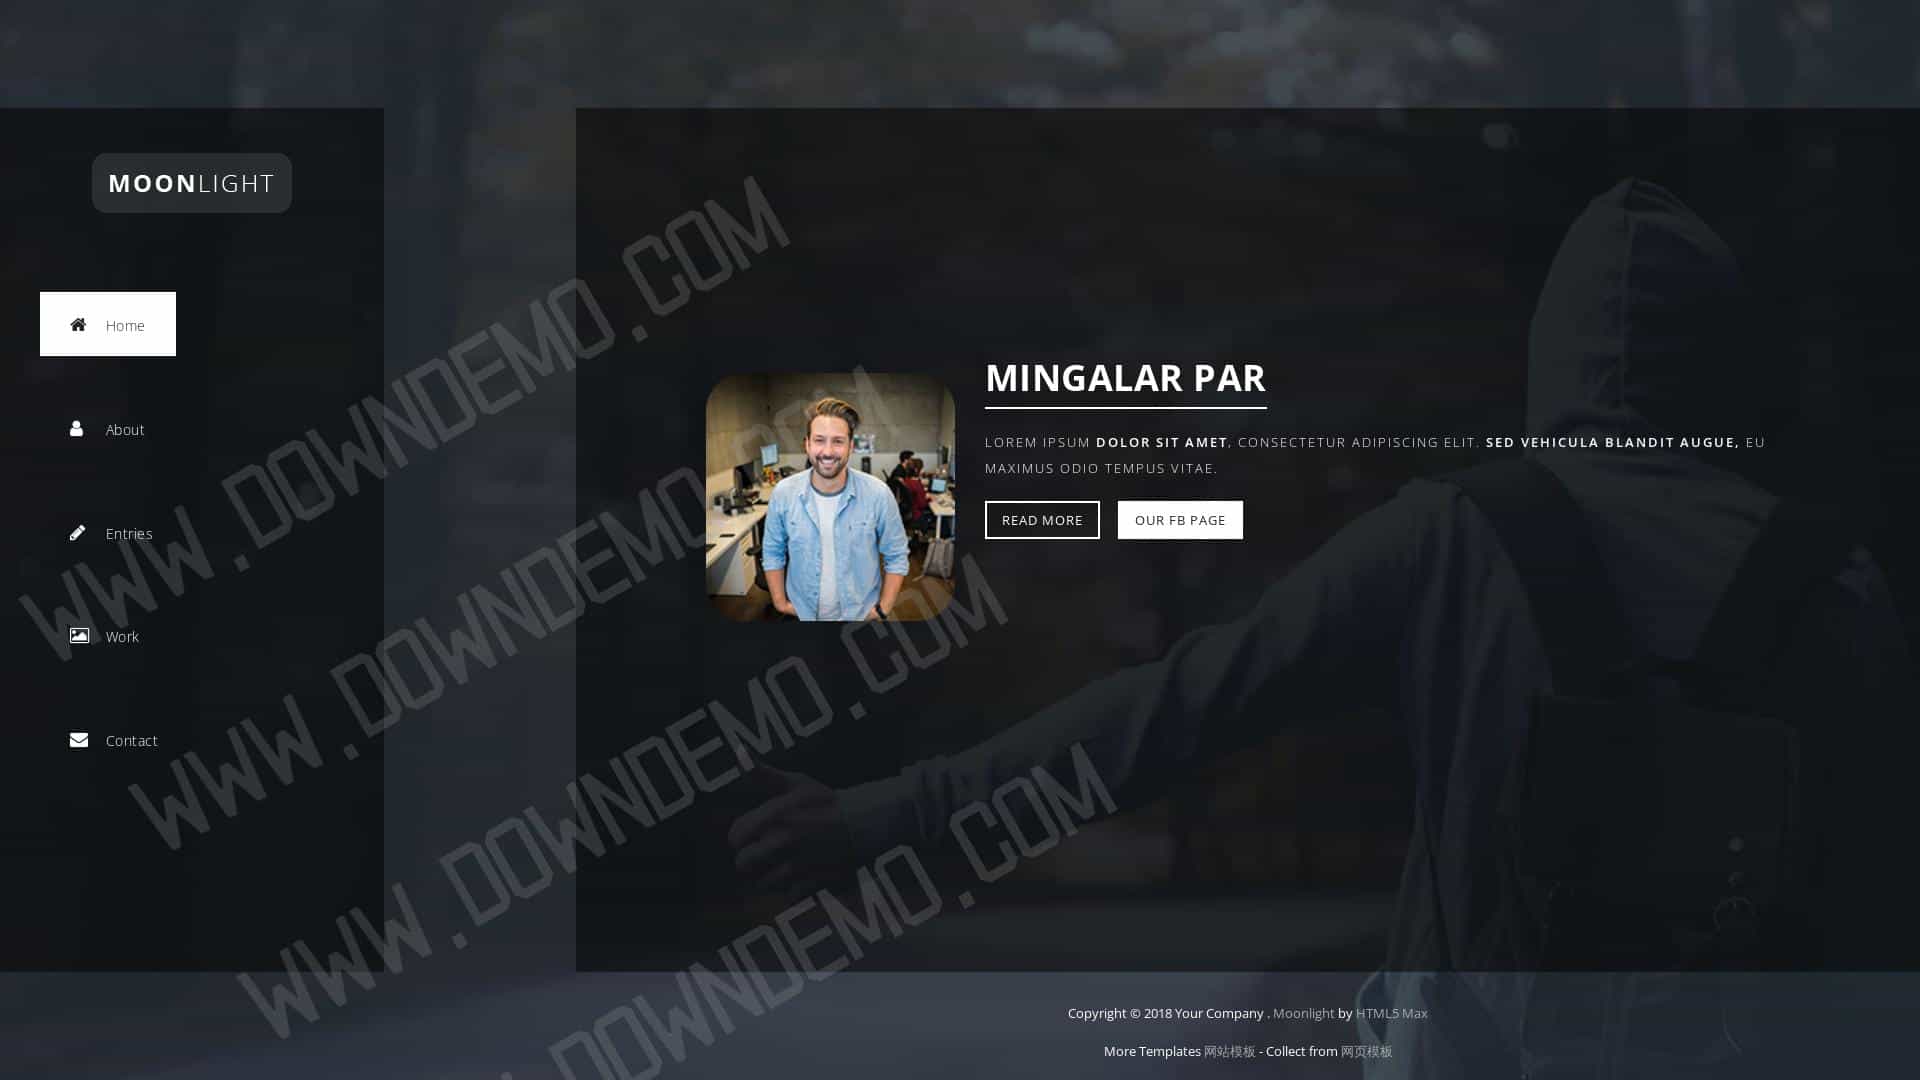 MOONLIGHT
Home
About
Entries
Work
Contact
MINGALAR PAR
LOREM IPSUM DOLOR SIT AMET, CONSECTETUR ADIPISCING ELIT. SED VEHICULA BLANDIT AUGUE, EU
MAXIMUS ODIO TEMPUS VITAE.
READ MORE OUR FB PAGE
WWW.DOWNDEMO.COM
WWW.DOWNDEMO.COM
WWW.DOWNDEMO.COM
DOWNDEMO.COM
Copyright © 2018 Your Company . Moonlight by HTML5 Max
More Templates 网站模板 - Collect from 网页模板